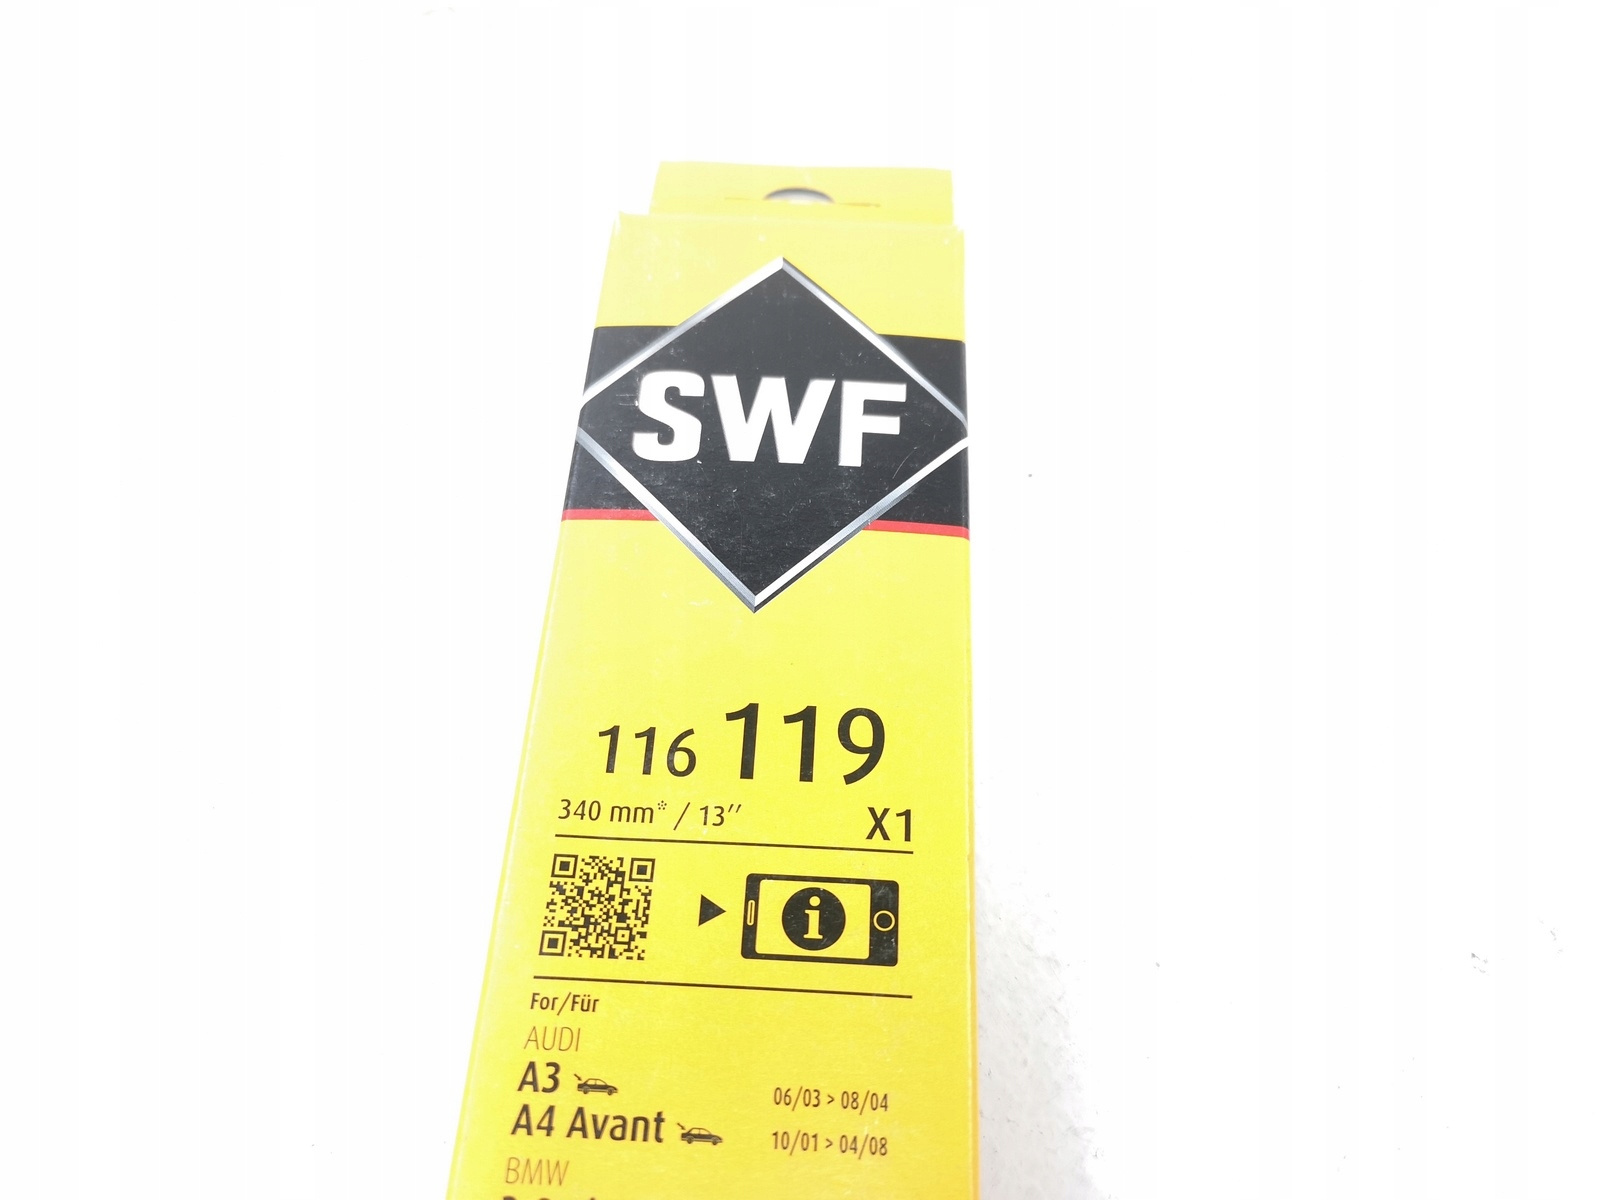 SWF
116 119
340 mm* / 13″ X1
i
For/Für
AUDI
A3 06/03 > 08/04
A4 Avant 10/01 > 04/08
BMW